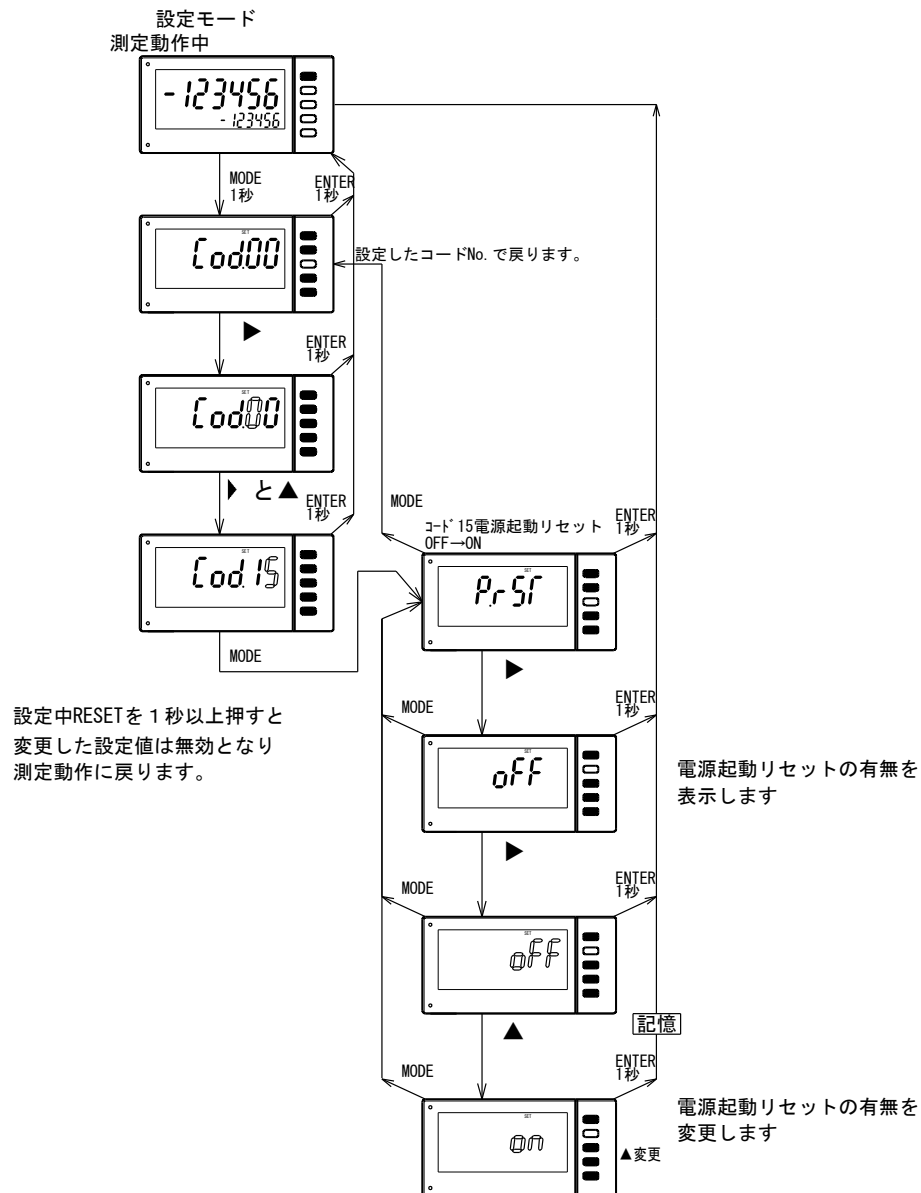 設定モード
測定動作中
-123456
-123456
MODE
1秒
ENTER
1秒
SET
Cod.00
設定したコードNo.で戻ります。
▶
ENTER
1秒
SET
Cod.00
▶ と▲
ENTER
1秒
SET
Cod.15
MODE
MODE
コード15電源起動リセット
OFF→ON
ENTER
1秒
SET
P.rST
▶
設定中RESETを1秒以上押すと
変更した設定値は無効となり
測定動作に戻ります。
MODE
ENTER
1秒
SET
oFF
電源起動リセットの有無を
表示します
▶
MODE
ENTER
1秒
SET
oFF
▲
記憶
MODE
ENTER
1秒
SET
on
▲変更
電源起動リセットの有無を
変更します